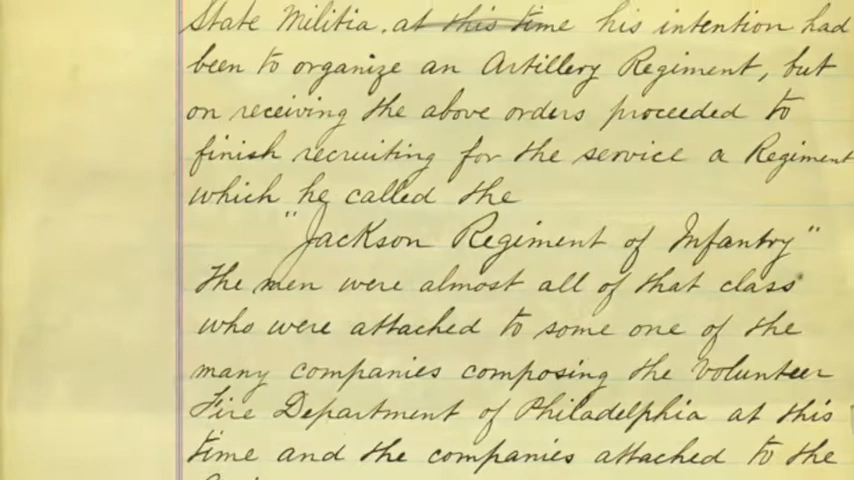 State Militia. at this time his intention had
been to organize an Artillery Regiment, but
on receiving the above orders proceeded to
finish recruiting for the service a Regiment
which he called the
"Jackson Regiment of Infantry"
The men were almost all of that class
who were attached to some one of the
many companies composing the Volunteer
Fire Department of Philadelphia at this
time and the companies attached to the